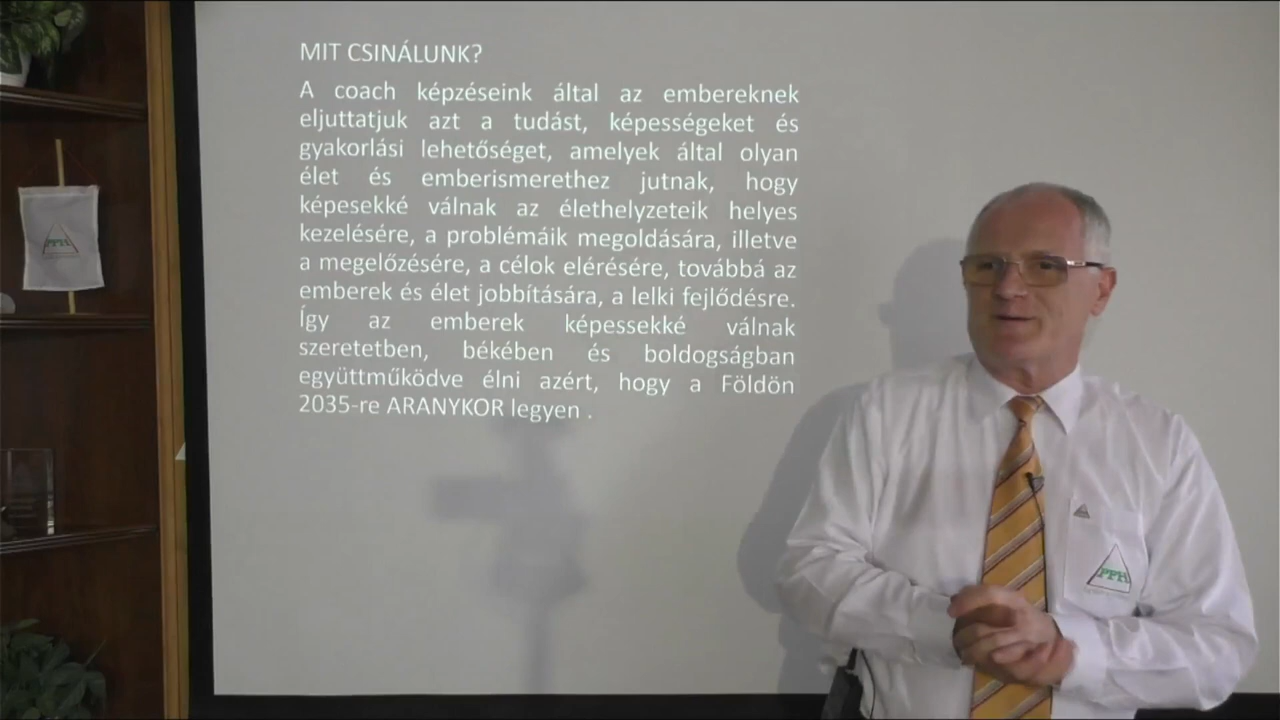 MIT CSINÁLUNK?
A coach képzéseink által az embereknek
eljuttatjuk azt a tudást, képességeket és
gyakorlási lehetőséget, amelyek által olyan
élet és emberismerethez jutnak, hogy
képesekké válnak az élethelyzeteik helyes
kezelésére, a problémáik megoldására, illetve
a megelőzésére, a célok elérésére, továbbá az
emberek és élet jobbítására, a lelki fejlődésre.
Így az emberek képessekké válnak
szeretetben, békében és boldogságban
együttműködve élni azért, hogy a Földön
2035-re ARANYKOR legyen .
PPH
PPH